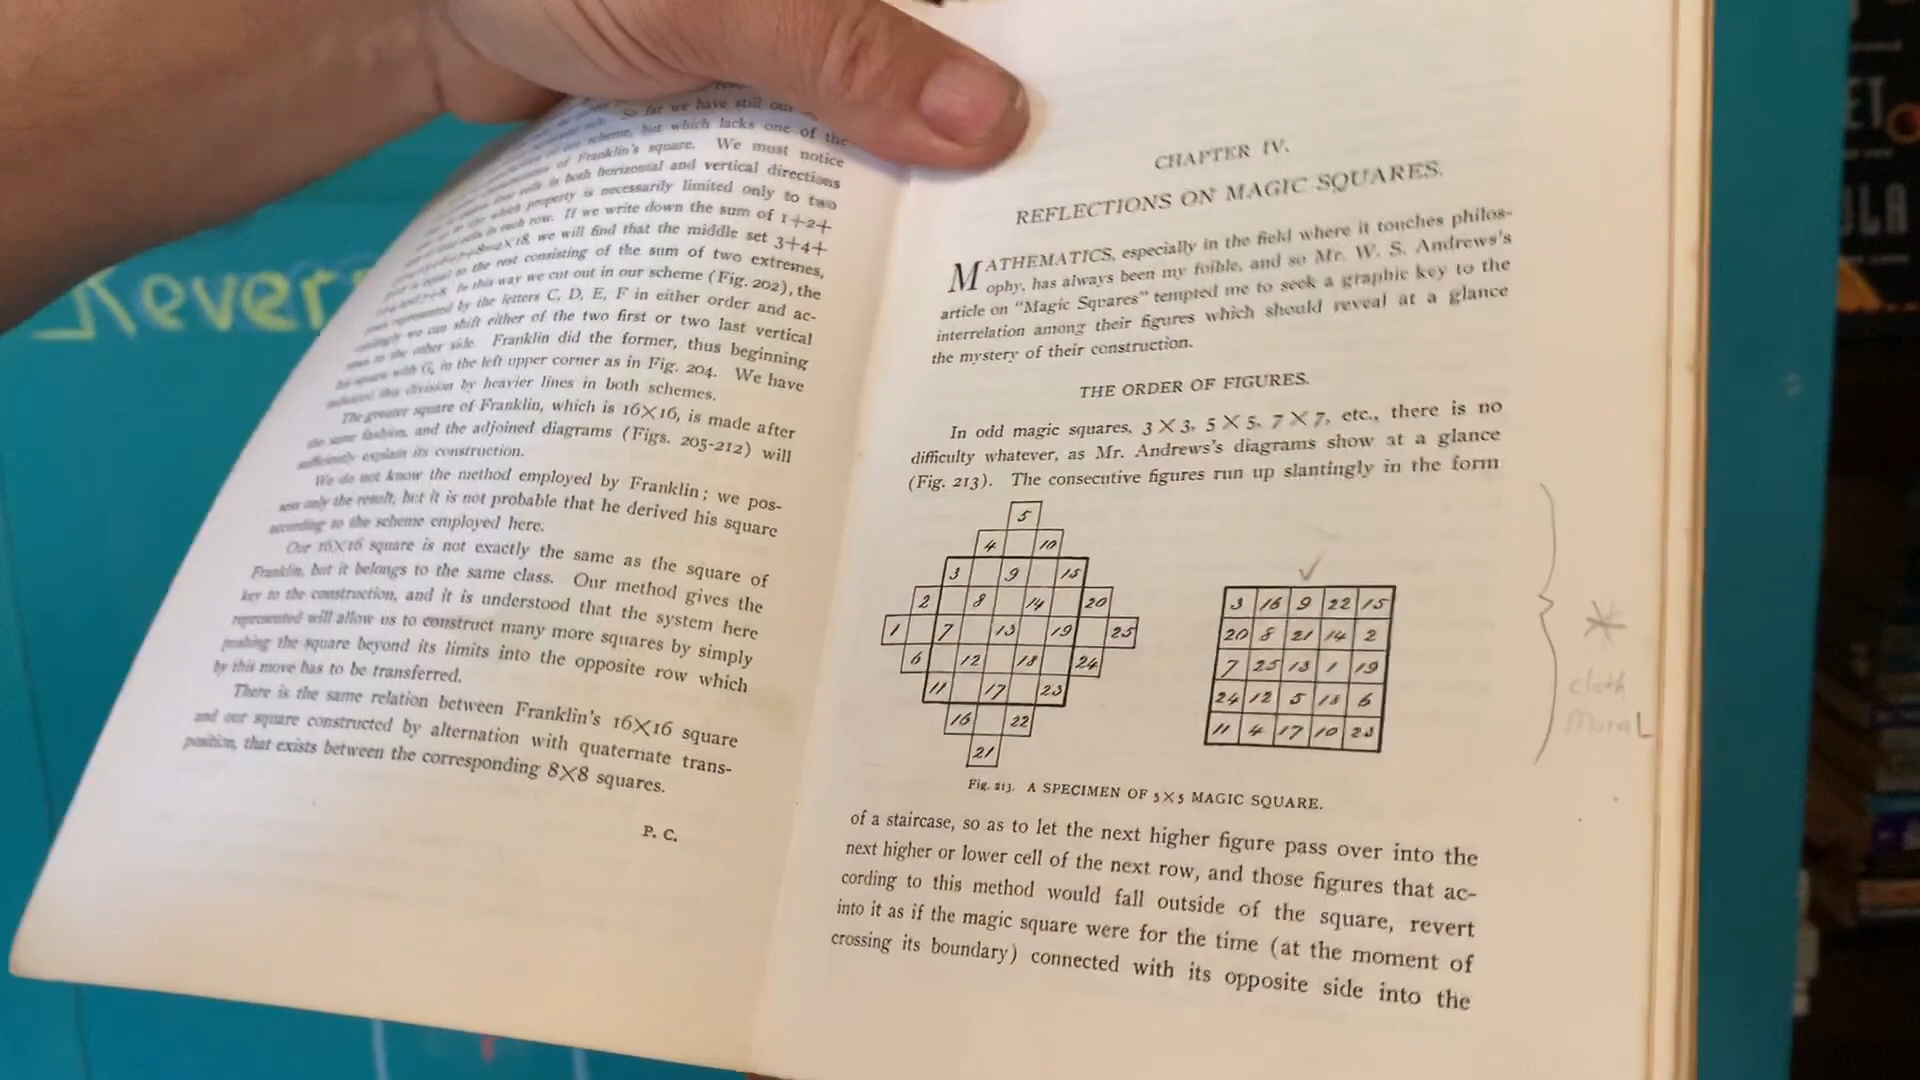 Rever
So far we have still our
scheme, but which lacks one of the
of Franklin's square. We must notice
in both horizontal and vertical directions
which property is necessarily limited only to two
in each row. If we write down the sum of 1+2+
we will find that the middle set 3+4+
to the rest consisting of the sum of two extremes,
In this way we cut out in our scheme (Fig. 202), the
represented by the letters C, D, E, F in either order and ac-
we can shift either of the two first or two last vertical
to the other side. Franklin did the former, thus beginning
his square with G, in the left upper corner as in Fig. 204. We have
indicated this division by heavier lines in both schemes.
The greater square of Franklin, which is 16×16, is made after
the same fashion, and the adjoined diagrams (Figs. 205-212) will
sufficiently explain its construction.
We do not know the method employed by Franklin; we pos-
sess only the result, but it is not probable that he derived his square
according to the scheme employed here.
Our 16×16 square is not exactly the same as the square of
Franklin, but it belongs to the same class. Our method gives the
key to the construction, and it is understood that the system here
represented will allow us to construct many more squares by simply
pushing the square beyond its limits into the opposite row which
by this move has to be transferred.
There is the same relation between Franklin's 16×16 square
and our square constructed by alternation with quaternate trans-
position, that exists between the corresponding 8×8 squares.
P. C.
CHAPTER IV.
REFLECTIONS ON MAGIC SQUARES.
MATHEMATICS, especially in the field where it touches philos-
ophy, has always been my foible, and so Mr. W. S. Andrews's
article on "Magic Squares" tempted me to seek a graphic key to the
interrelation among their figures which should reveal at a glance
the mystery of their construction.
THE ORDER OF FIGURES.
In odd magic squares, 3×3, 5×5, 7×7, etc., there is no
difficulty whatever, as Mr. Andrews's diagrams show at a glance
(Fig. 213). The consecutive figures run up slantingly in the form
5
4 10
3 9 15
2 8 14 20
1 7 13 19 25
6 12 18 24
11 17 23
16 22
21
3 16 9 22 15
20 8 21 14 2
7 25 13 1 19
24 12 5 18 6
11 4 17 10 23
cloth
MoraL
Fig. 213. A SPECIMEN OF 5×5 MAGIC SQUARE.
of a staircase, so as to let the next higher figure pass over into the
next higher or lower cell of the next row, and those figures that ac-
cording to this method would fall outside of the square, revert
into it as if the magic square were for the time (at the moment of
crossing its boundary) connected with its opposite side into the
ET
ULA